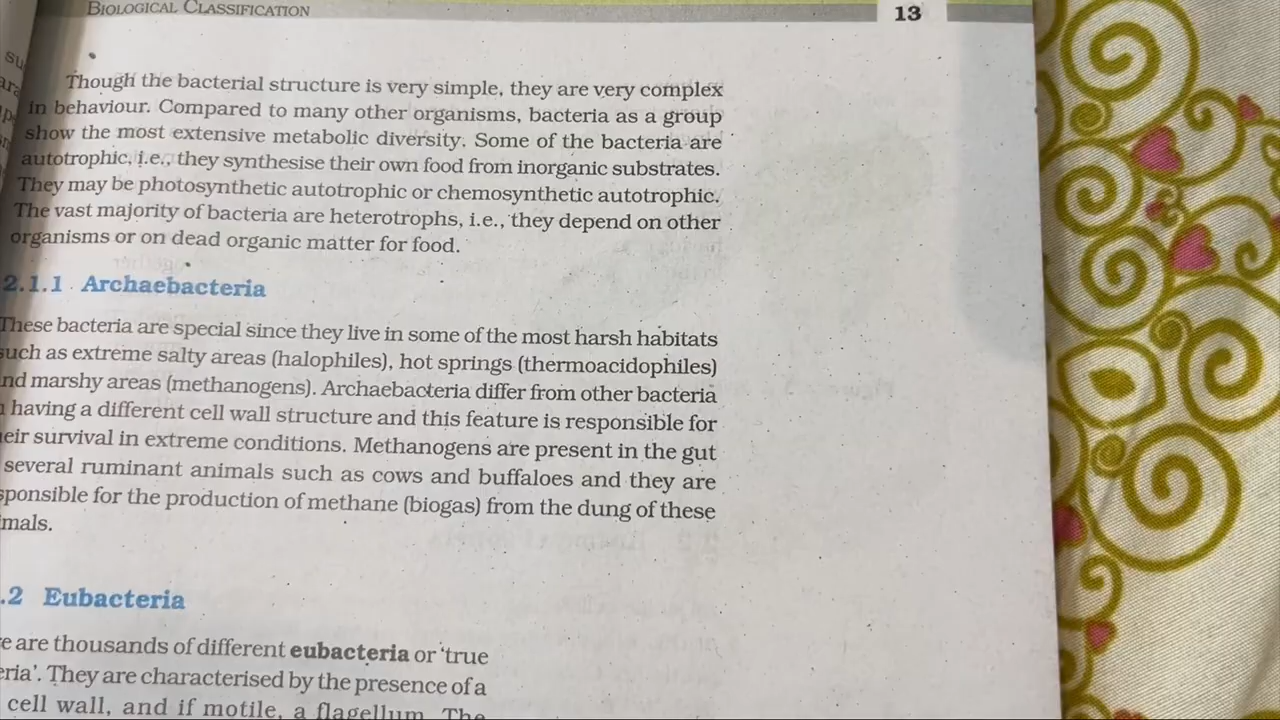 BIOLOGICAL CLASSIFICATION
13
Though the bacterial structure is very simple, they are very complex
in behaviour. Compared to many other organisms, bacteria as a group
show the most extensive metabolic diversity. Some of the bacteria are
autotrophic, i.e., they synthesise their own food from inorganic substrates.
They may be photosynthetic autotrophic or chemosynthetic autotrophic.
The vast majority of bacteria are heterotrophs, i.e., they depend on other
organisms or on dead organic matter for food.
2.1.1 Archaebacteria
These bacteria are special since they live in some of the most harsh habitats
such as extreme salty areas (halophiles), hot springs (thermoacidophiles)
nd marshy areas (methanogens). Archaebacteria differ from other bacteria
having a different cell wall structure and this feature is responsible for
eir survival in extreme conditions. Methanogens are present in the gut
several ruminant animals such as cows and buffaloes and they are
sponsible for the production of methane (biogas) from the dung of these
mals.
.2 Eubacteria
e are thousands of different eubacteria or 'true
eria'. They are characterised by the presence of a
cell wall, and if motile, a flagellum. The